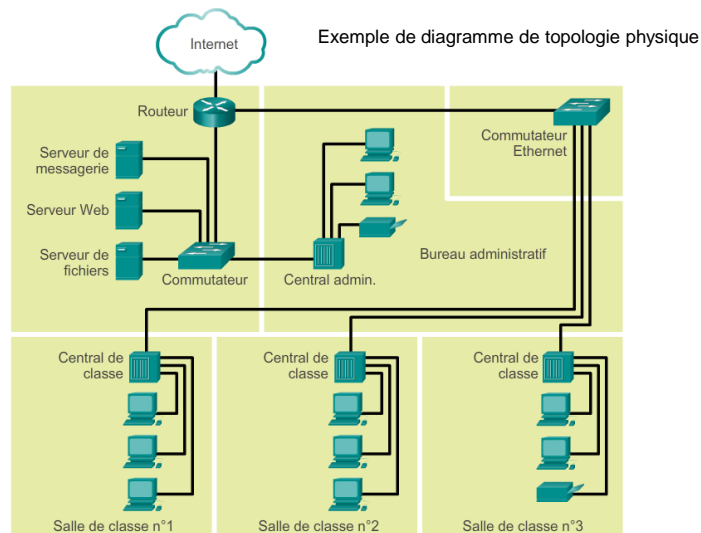 Exemple de diagramme de topologie physique
Internet
Routeur
Commutateur
Ethernet
Serveur de
messagerie
Serveur Web
Serveur de
fichiers
Commutateur
Central admin.
Bureau administratif
Central de
classe
Central de
classe
Central de
classe
Salle de classe n°1
Salle de classe n°2
Salle de classe n°3